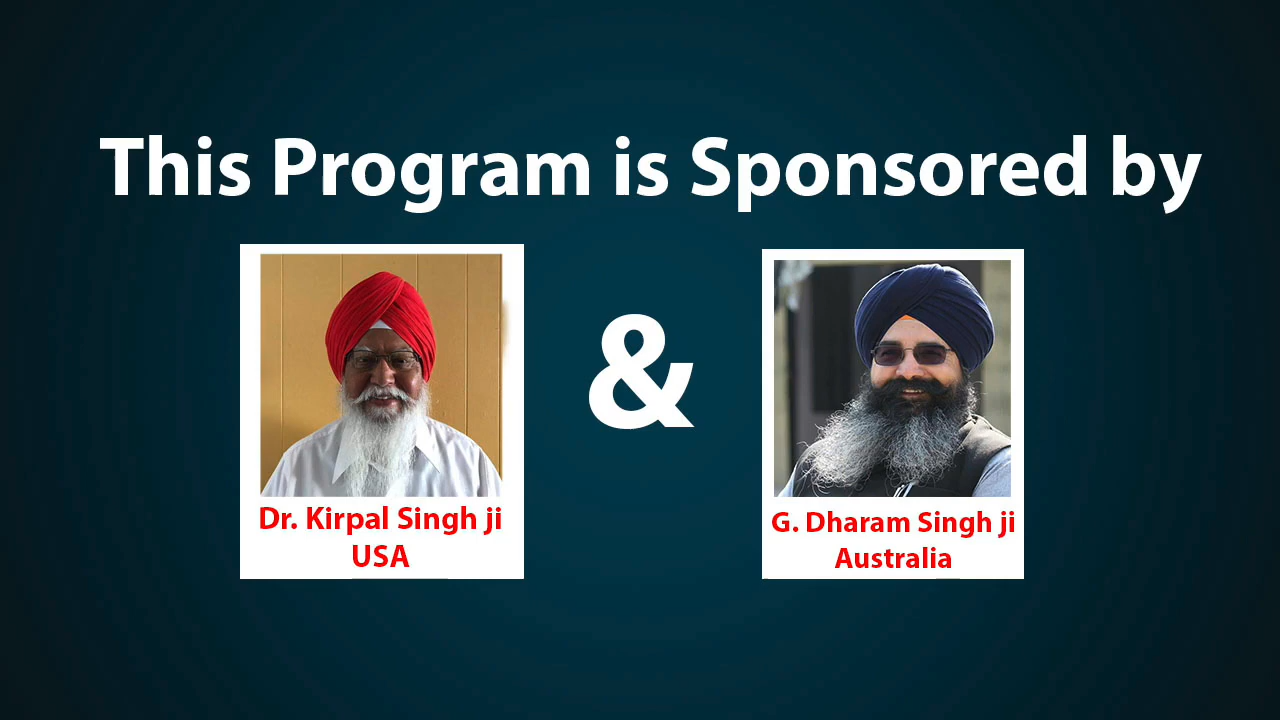 This Program is Sponsored by
&
Dr. Kirpal Singh ji
USA
G. Dharam Singh ji
Australia